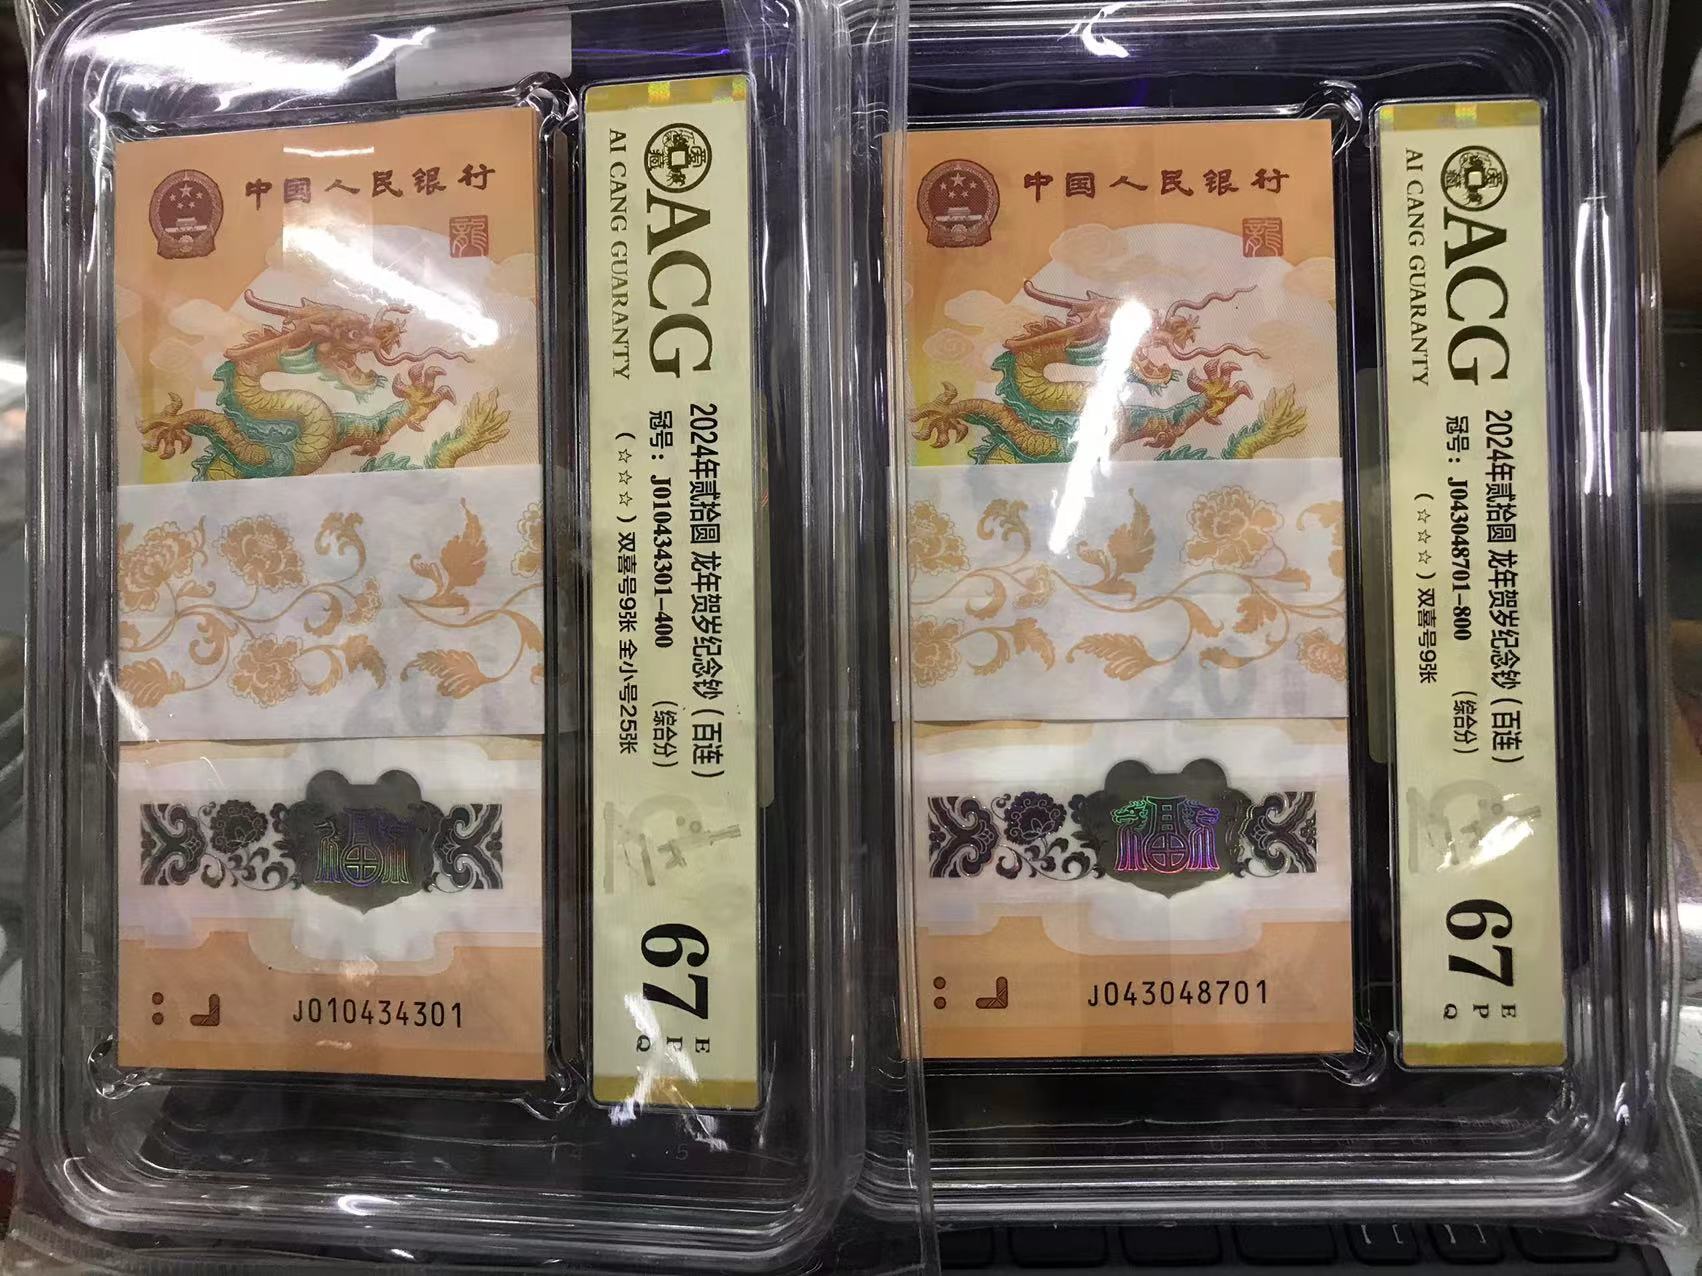 中国人民银行
龍
J010434301
ACG
AI CANG GUARANTY
2024年贰拾圆 龙年贺岁纪念钞（百连）
冠号：J010434301-400 （综合分）
（☆☆☆）双喜号9张 全小号25张
67
E
P
Q
中国人民银行
龍
J043048701
ACG
AI CANG GUARANTY
2024年贰拾圆 龙年贺岁纪念钞（百连）
冠号：J043048701-800 （综合分）
（☆☆☆）双喜号9张
67
E
P
Q